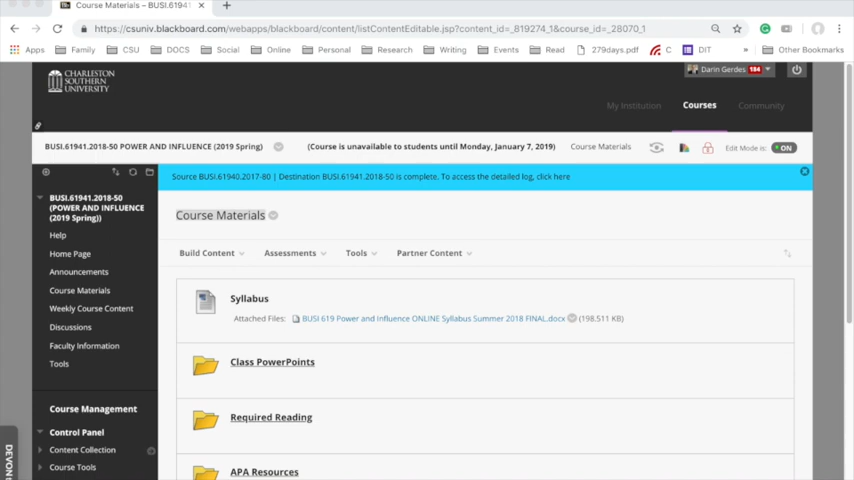 Course Materials
https://csuniv.blackboard.com/webapps/blackboard/content/listContentEditable.jsp?content_id=_819274_1&course_id=_28070_1
Apps Family CSU DOCS Social Online Personal Research Writing Events Read 279days.pdf C DIT » Other Bookmarks
CHARLESTON
SOUTHERN
UNIVERSITY
Darin Gerdes 184
My Institution Courses Community
BUSI.61941.2018-50 POWER AND INFLUENCE (2019 Spring) (Course is unavailable to students until Monday, January 7, 2019) Course Materials Edit Mode is: ON
Source BUSI.61940.2017-80 | Destination BUSI.61941.2018-50 is complete. To access the detailed log, click here
BUSI.61941.2018-50
(POWER AND INFLUENCE
(2019 Spring))
Help
Home Page
Announcements
Course Materials
Weekly Course Content
Discussions
Faculty Information
Tools
Course Management
Control Panel
Content Collection
Course Tools
Course Materials
Build Content Assessments Tools Partner Content
Syllabus
Attached Files: BUSI 619 Power and Influence ONLINE Syllabus Summer 2018 FINAL.docx (198.511 KB)
Class PowerPoints
Required Reading
APA Resources